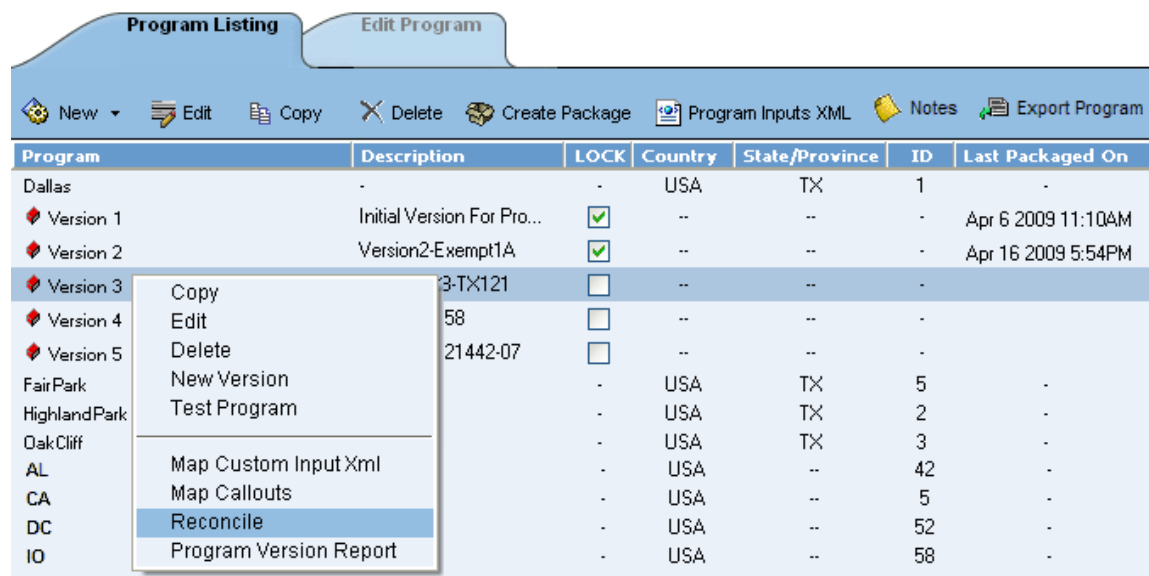 Program Listing Edit Program
New Edit Copy Delete Create Package Program Inputs XML Notes Export Program
Program Description LOCK Country State/Province ID Last Packaged On
Dallas - - USA TX 1 -
Version 1 Initial Version For Pro... -- -- - Apr 6 2009 11:10AM
Version 2 Version2-Exempt1A -- -- - Apr 16 2009 5:54PM
Version 3 3-TX121 -- -- -
Version 4 58 -- -- -
Version 5 21442-07 -- -- -
FairPark - USA TX 5 -
HighlandPark - USA TX 2 -
OakCliff - USA TX 3 -
AL - USA -- 42 -
CA - USA -- 5 -
DC - USA -- 52 -
IO - USA -- 58 -
Copy
Edit
Delete
New Version
Test Program
Map Custom Input Xml
Map Callouts
Reconcile
Program Version Report